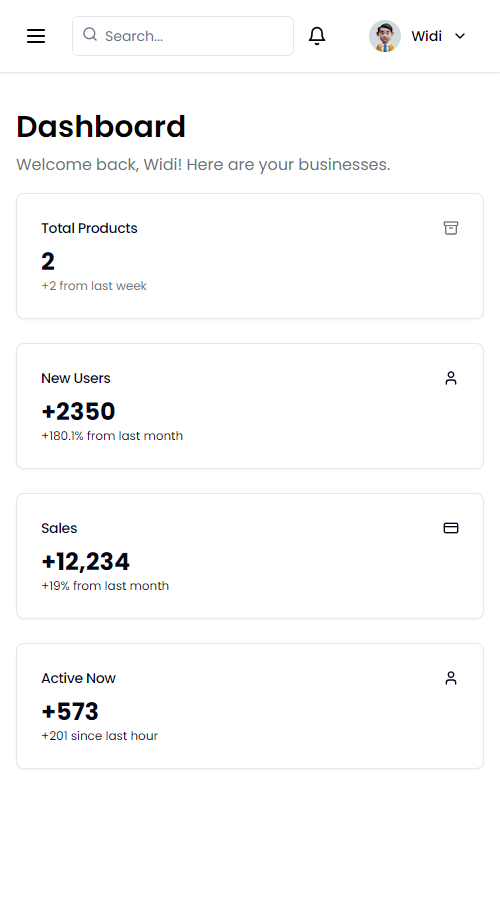 Search...
Widi
Dashboard
Welcome back, Widi! Here are your businesses.
Total Products
2
+2 from last week
New Users
+2350
+180.1% from last month
Sales
+12,234
+19% from last month
Active Now
+573
+201 since last hour